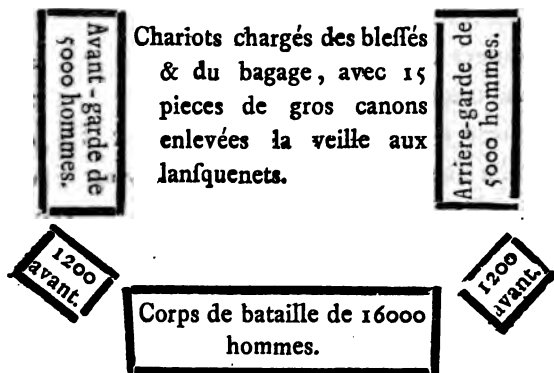 Avant-garde de
5000 hommes.
Chariots chargés des bleſſés
& du bagage, avec 15
pieces de gros canons
enlevées la veille aux
lanſquenets.
Arriere-garde de
5000 hommes.
1200
avant.
1200
avant.
Corps de bataille de 16000
hommes.